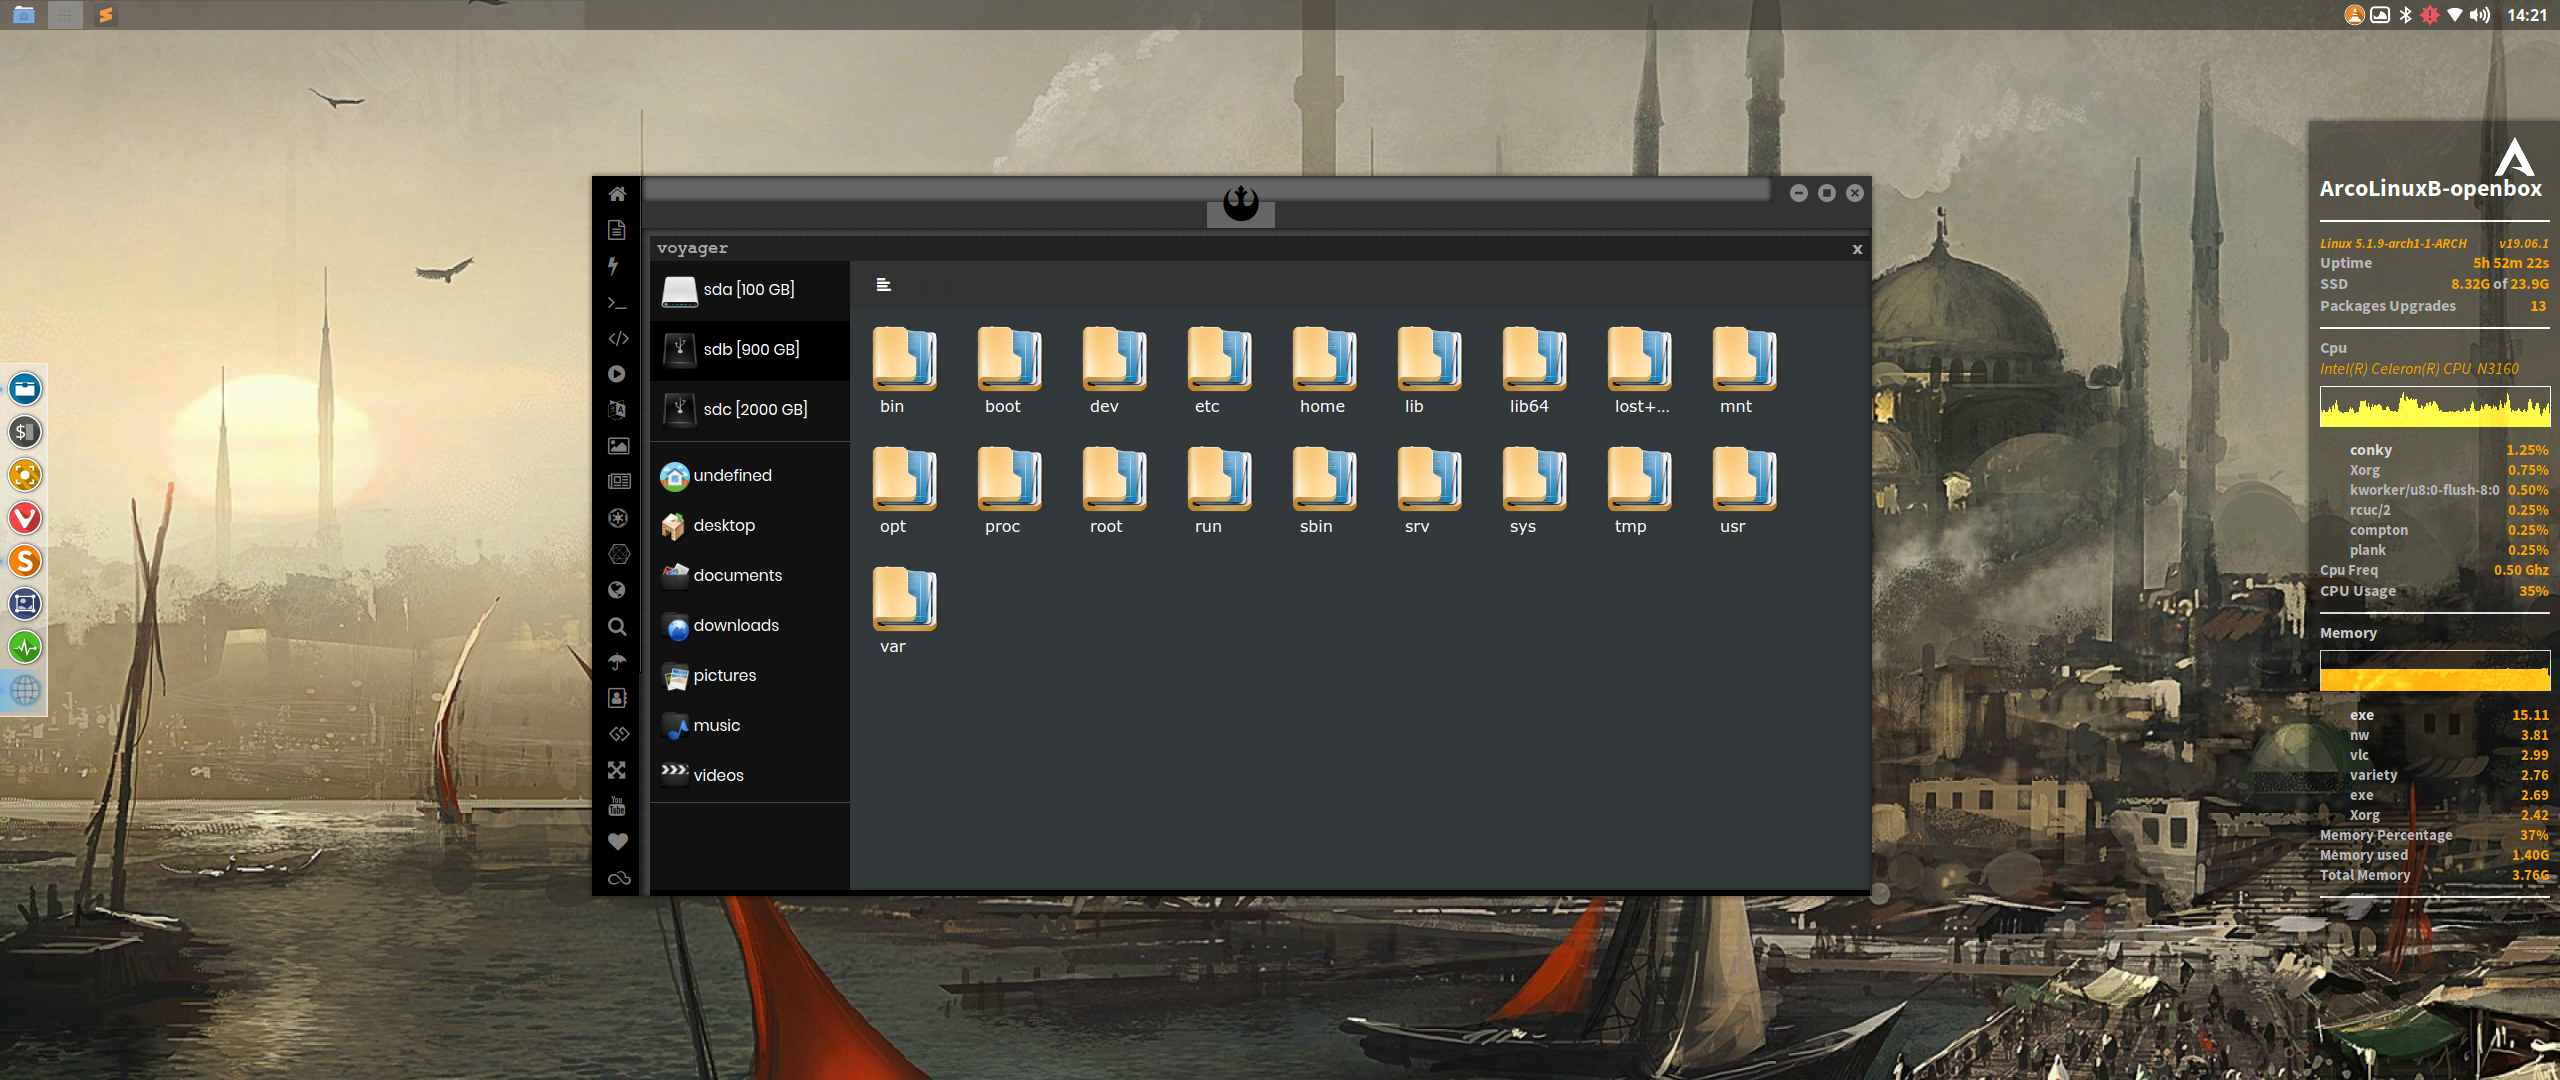 14:21
voyager
x
sda [100 GB]
sdb [900 GB]
sdc [2000 GB]
undefined
desktop
documents
downloads
pictures
music
videos
bin boot dev etc home lib lib64 lost+... mnt
opt proc root run sbin srv sys tmp usr
var
You
Tube
ArcoLinuxB-openbox
Linux 5.1.9-arch1-1-ARCH v19.06.1
Uptime 5h 52m 22s
SSD 8.32G of 23.9G
Packages Upgrades 13
Cpu
Intel(R) Celeron(R) CPU N3160
conky 1.25%
Xorg 0.75%
kworker/u8:0-flush-8:0 0.50%
rcuc/2 0.25%
compton 0.25%
plank 0.25%
Cpu Freq 0.50 Ghz
CPU Usage 35%
Memory
exe 15.11
nw 3.81
vlc 2.99
variety 2.76
exe 2.69
Xorg 2.42
Memory Percentage 37%
Memory used 1.40G
Total Memory 3.76G